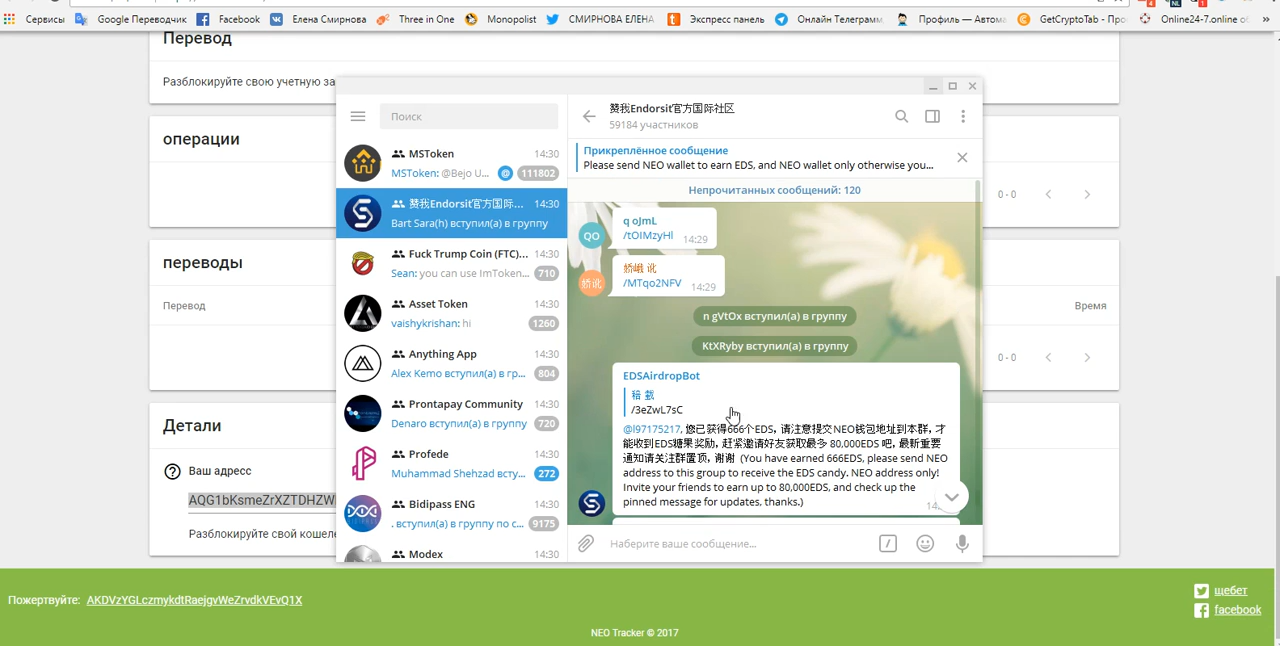 Сервисы
Google Переводчик
Facebook
Елена Смирнова
Three in One
Monopolist
СМИРНОВА ЕЛЕНА
Экспресс панель
Онлайн Телеграмм,
Профиль — Автома
GetCryptoTab - Про
Online24-7.online о
»
Перевод
Разблокируйте свою учетную за
операции
0 - 0
переводы
Перевод
Время
0 - 0
Детали
Ваш адрес
AQG1bKsmeZrXZTDHZW
Разблокируйте свой кошеле
Поиск
MSToken 14:30
MSToken: @Bejo U... @ 111802
赞我Endorsit官方国际... 14:30
Bart Sara(h) вступил(а) в группу
Fuck Trump Coin (FTC)... 14:30
Sean: you can use ImToken... 710
Asset Token 14:30
vaishykrishan: hi 1260
Anything App 14:30
Alex Kemo вступил(а) в гр... 804
Prontapay Community 14:30
Denaro вступил(а) в группу 720
Profede 14:30
Muhammad Shehzad всту... 272
Bidipass ENG 14:30
. вступил(а) в группу по с... 9175
Modex 14:30
赞我Endorsit官方国际社区
59184 участников
Прикреплённое сообщение
Please send NEO wallet to earn EDS, and NEO wallet only otherwise you...
Непрочитанных сообщений: 120
QO
q oJmL
/tOIMzyHl 14:29
/MTqo2NFV 14:29
n gVtOx вступил(а) в группу
KtXRyby вступил(а) в группу
EDSAirdropBot
/3eZwL7sC
@l97175217, 您已获得666个EDS, 请注意提交NEO钱包地址到本群, 才
能收到EDS糖果奖励, 赶紧邀请好友获取最多 80,000EDS 吧, 最新重要
通知请关注群置顶, 谢谢 (You have earned 666EDS, please send NEO
address to this group to receive the EDS candy. NEO address only!
Invite your friends to earn up to 80,000EDS, and check up the
pinned message for updates, thanks.)
Наберите ваше сообщение...
Пожертвуйте: AKDVzYGLczmykdtRaejgvWeZrvdkVEvQ1X
щебет
facebook
NEO Tracker © 2017